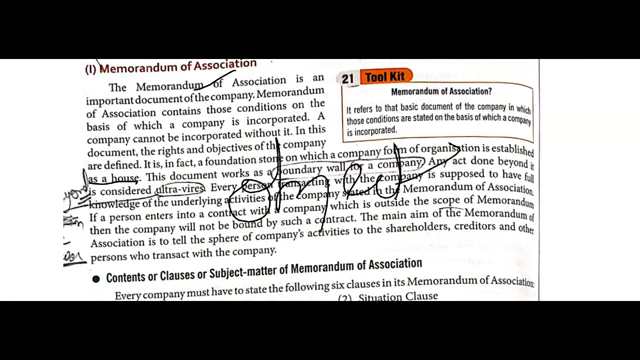 (I) Memorandum of Association
The Memorandum of Association is an
important document of the company. Memorandum
of Association contains those conditions on the
basis of which a company is incorporated. A
company cannot be incorporated without it. In this
document, the rights and objectives of the company
are defined. It is, in fact, a foundation stone on which a company form of organisation is established
as a house. This document works as a boundary wall for a company. Any act done beyond it
is considered ultra-vires. Every person transacting with the company is supposed to have full
knowledge of the underlying activities of the company stated in the Memorandum of Association.
If a person enters into a contract with a company which is outside the scope of Memorandum
then the company will not be bound by such a contract. The main aim of the Memorandum of
Association is to tell the sphere of company's activities to the shareholders, creditors and other
persons who transact with the company.
21 Tool Kit
Memorandum of Association?
It refers to that basic document of the company in which
those conditions are stated on the basis of which a company
is incorporated.
• Contents or Clauses or Subject-matter of Memorandum of Association
Every company must have to state the following six clauses in its Memorandum of Association:
(2) Situation Clause